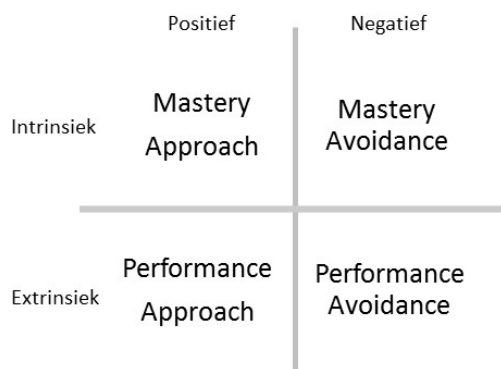 Positief
Negatief
Intrinsiek
Mastery
Approach
Mastery
Avoidance
Extrinsiek
Performance
Approach
Performance
Avoidance